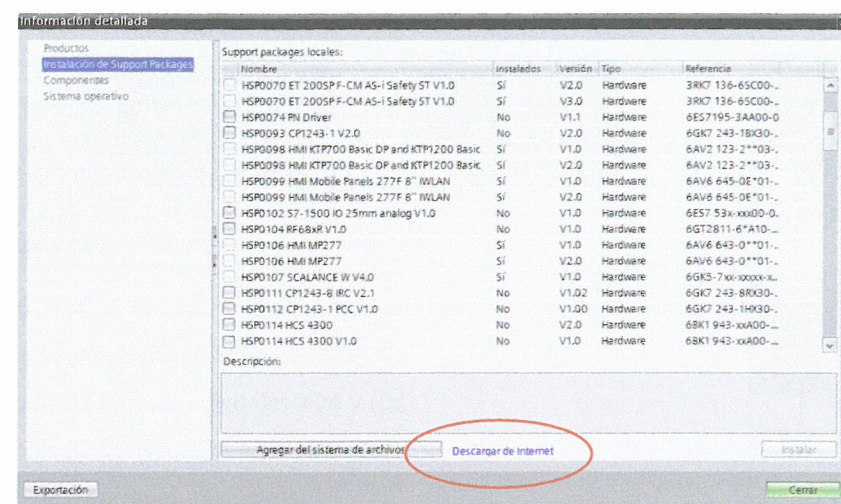 Información detallada
Productos
Instalación de Support Packages
Componentes
Sistema operativo
Support packages locales:
Nombre Instalados Versión Tipo Referencia
HSP0070 ET 200SP F-CM AS-i Safety ST V1.0 Sí V2.0 Hardware 3RK7 136-6SC00-..
HSP0070 ET 200SP F-CM AS-i Safety ST V1.0 Sí V3.0 Hardware 3RK7 136-6SC00-..
HSP0074 PN Driver No V1.1 Hardware 6ES7195-3AA00-0
HSP0093 CP1243-1 V2.0 No V2.0 Hardware 6GK7 243-1BX30-..
HSP0098 HMI KTP700 Basic DP and KTP1200 Basic Sí V1.0 Hardware 6AV2 123-2**03-.
HSP0098 HMI KTP700 Basic DP and KTP1200 Basic Sí V2.0 Hardware 6AV2 123-2**03-.
HSP0099 HMI Mobile Panels 277F 8" IWLAN Sí V1.0 Hardware 6AV6 645-0E*01-.
HSP0099 HMI Mobile Panels 277F 8" IWLAN Sí V2.0 Hardware 6AV6 645-0E*01-.
HSP0102 S7-1500 IO 25mm analog V1.0 No V1.0 Hardware 6ES7 53x-xxx00-0..
HSP0104 RF68xR V1.0 No V1.0 Hardware 6GT2811-6*A10-...
HSP0106 HMI MP277 Sí V1.0 Hardware 6AV6 643-0**01-.
HSP0106 HMI MP277 Sí V2.0 Hardware 6AV6 643-0**01-.
HSP0107 SCALANCE W V4.0 Sí V1.0 Hardware 6GK5-7xx-xxxxx-x...
HSP0111 CP1243-8 IRC V2.1 No V1.02 Hardware 6GK7 243-8RX30-.
HSP0112 CP1243-1 PCC V1.0 No V1.00 Hardware 6GK7 243-1HX30-.
HSP0114 HCS 4300 No V2.0 Hardware 6BK1 943-xxA00-...
HSP0114 HCS 4300 V1.0 No V1.0 Hardware 6BK1 943-xxA00-...
Descripción:
Agregar del sistema de archivos Descargar de Internet Instalar
Exportación Cerrar